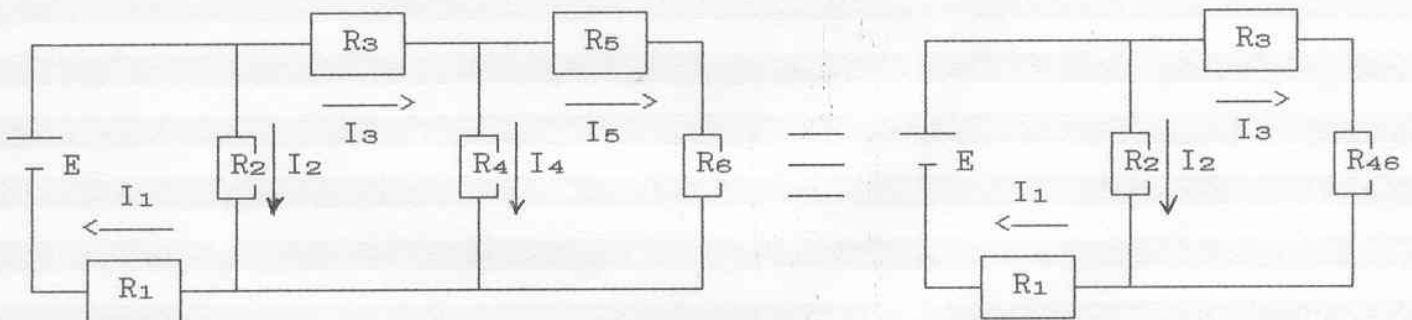 R3 R5 R3
I3 I5 I3
E R2 I2 R4 I4 R6 E R2 I2 R46
I1 I1
R1 R1